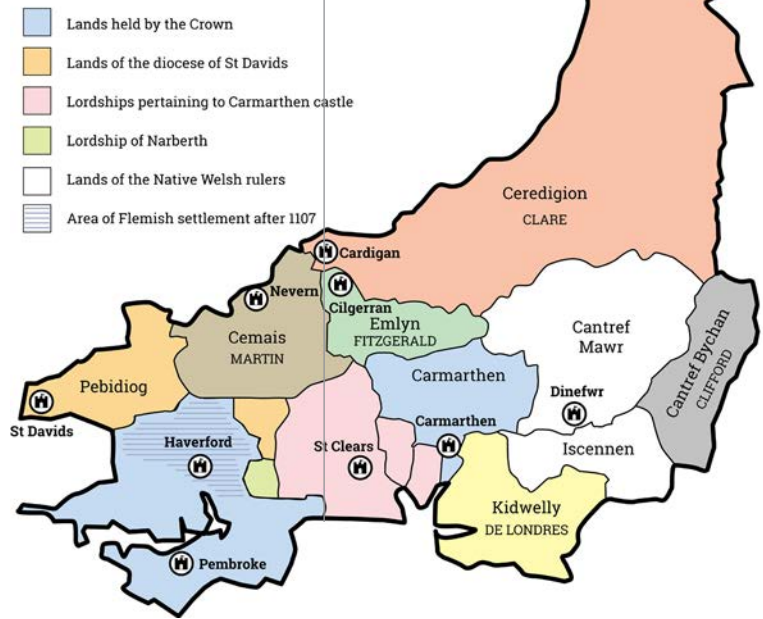 Lands held by the Crown
Lands of the diocese of St Davids
Lordships pertaining to Carmarthen castle
Lordship of Narberth
Lands of the Native Welsh rulers
Area of Flemish settlement after 1107
Ceredigion
CLARE
Cardigan
Nevern
Cilgerran
Emlyn
FITZGERALD
Cemais
MARTIN
Cantref
Mawr
Cantref Bychan
CLIFFORD
Pebidiog
Carmarthen
Dinefwr
St Davids
Haverford
Carmarthen
St Clears
Iscennen
Kidwelly
DE LONDRES
Pembroke